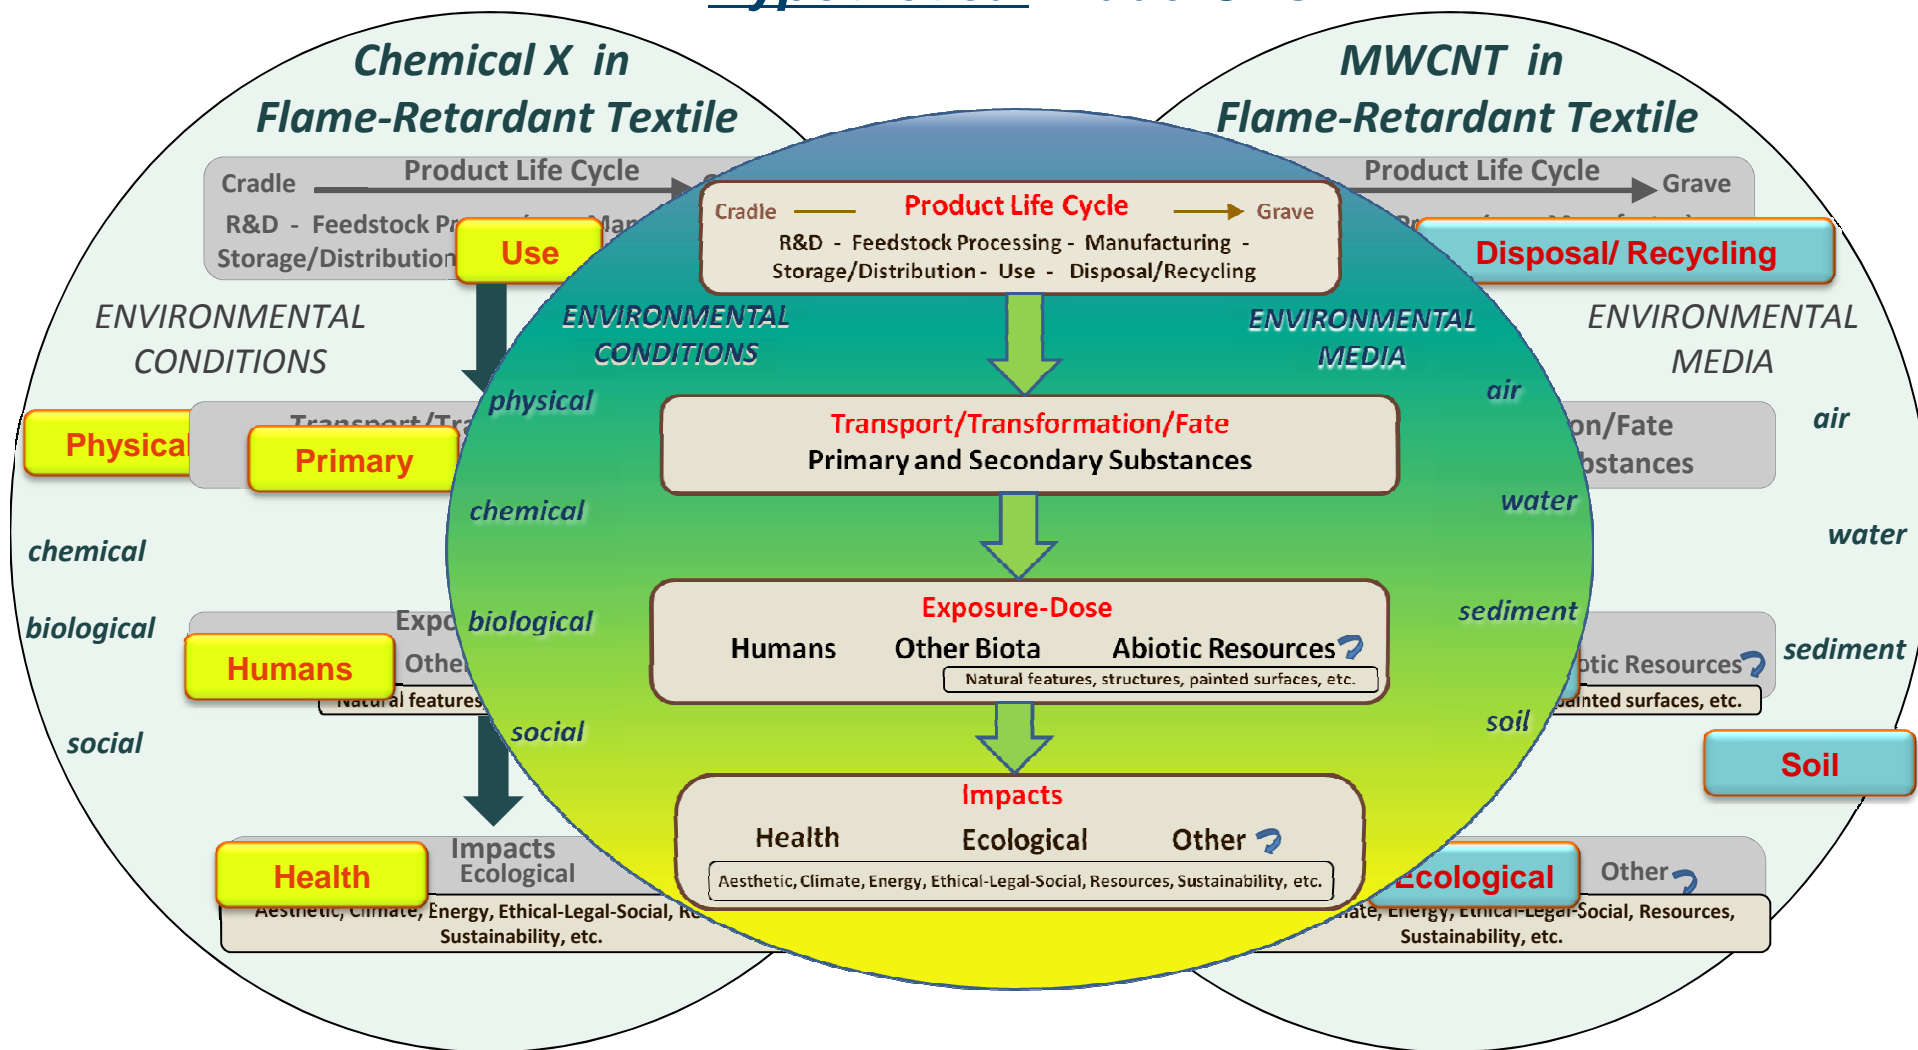 Chemical X in
Flame-Retardant Textile
Product Life Cycle
Cradle
R&D - Feedstock
Storage/Distribution
Use
ENVIRONMENTAL
CONDITIONS
Physical
Primary
chemical
biological
Humans
Natural features,
social
Impacts
Ecological
Health
Aesthetic, Climate, Energy, Ethical-Legal-Social,
Sustainability, etc.
Product Life Cycle
Cradle Grave
R&D - Feedstock Processing - Manufacturing -
Storage/Distribution - Use - Disposal/Recycling
ENVIRONMENTAL
CONDITIONS
physical
chemical
biological
social
ENVIRONMENTAL
MEDIA
air
water
sediment
soil
Transport/Transformation/Fate
Primary and Secondary Substances
Exposure-Dose
Humans Other Biota Abiotic Resources
Natural features, structures, painted surfaces, etc.
Impacts
Health Ecological Other
Aesthetic, Climate, Energy, Ethical-Legal-Social, Resources, Sustainability, etc.
MWCNT in
Flame-Retardant Textile
Product Life Cycle
Grave
Disposal/ Recycling
ENVIRONMENTAL
MEDIA
air
/Fate
water
sediment
Resources
surfaces, etc.
Soil
Ecological
Other
Energy, Ethical-Legal-Social, Resources,
Sustainability, etc.